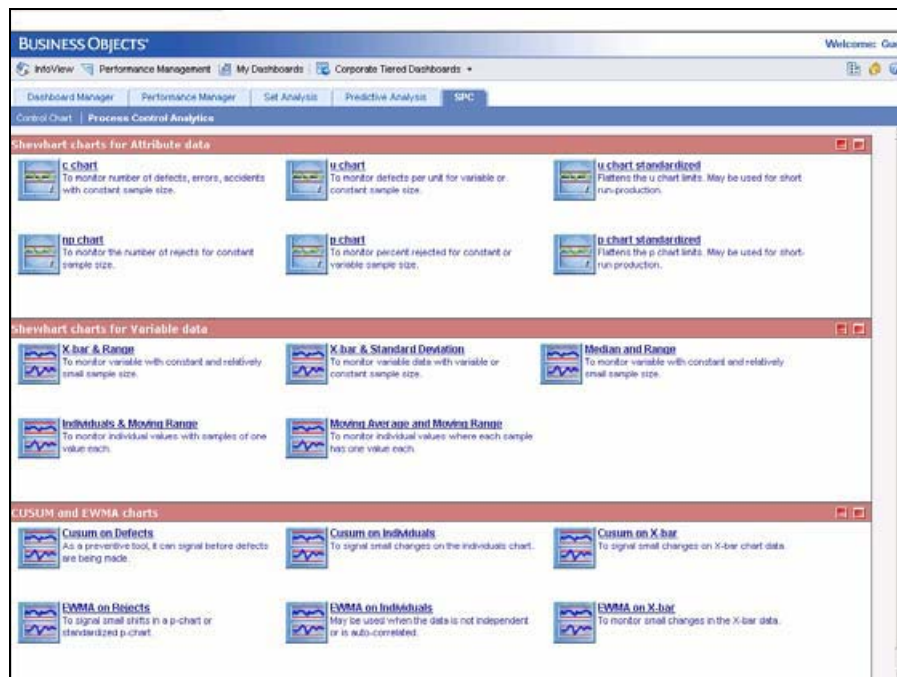 BUSINESS OBJECTS
Welcome: Gue
InfoView Performance Management My Dashboards Corporate Tiered Dashboards
Dashboard Manager Performance Manager Set Analysis Predictive Analysis SPC
Control Chart | Process Control Analytics
Shewhart charts for Attribute data
c chart
To monitor number of defects, errors, accidents
with constant sample size.
u chart
To monitor defects per unit for variable or
constant sample size.
u chart standardized
Flattens the u chart limits. May be used for short
run-production.
np chart
To monitor the number of rejects for constant
sample size.
p chart
To monitor percent rejected for constant or
variable sample size.
p chart standardized
Flattens the p chart limits. May be used for short-
run production.
Shewhart charts for Variable data
X-bar & Range
To monitor variable with constant and relatively
small sample size.
X-bar & Standard Deviation
To monitor variable data with variable or
constant sample size.
Median and Range
To monitor variable with constant and relatively
small sample size.
Individuals & Moving Range
To monitor individual values with samples of one
value each.
Moving Average and Moving Range
To monitor individual values where each sample
has one value each.
CUSUM and EWMA charts
Cusum on Defects
As a preventive tool, it can signal before defects
are being made.
Cusum on Individuals
To signal small changes on the individuals chart.
Cusum on X-bar
To signal small changes on X-bar chart data.
EWMA on Rejects
To signal small shifts in a p-chart or
standardized p-chart.
EWMA on Individuals
May be used when the data is not independent
or is auto-correlated.
EWMA on X-bar
To monitor small changes in the X-bar data.